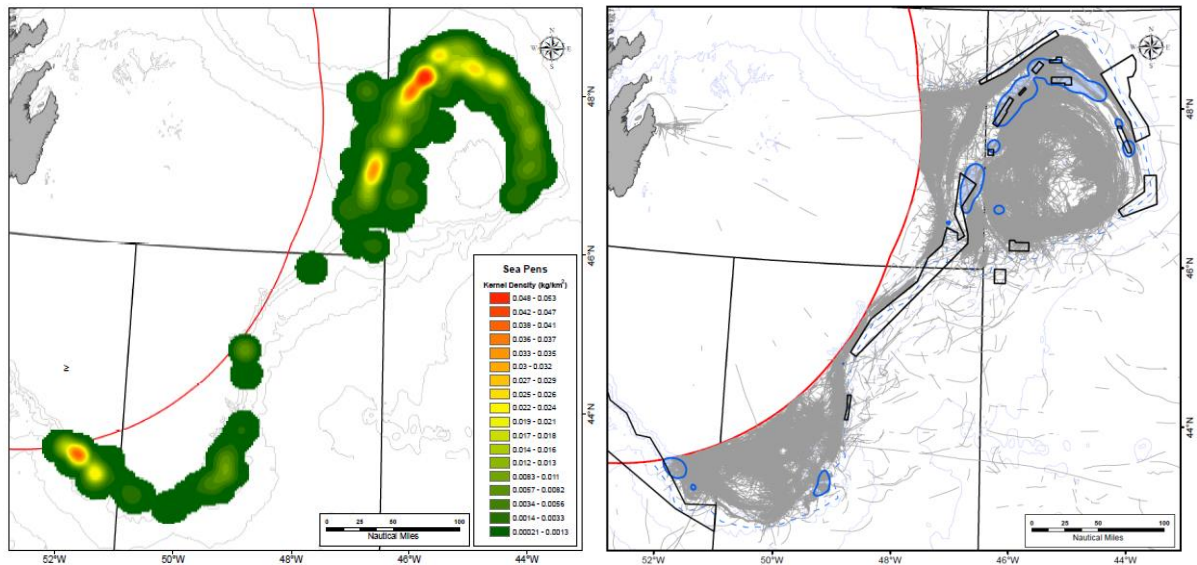 N
W
E
S
48°N
46°N
44°N
Sea Pens
Kernel Density (kg/km²)
0.048 - 0.053
0.042 - 0.047
0.038 - 0.041
0.036 - 0.037
0.033 - 0.035
0.03 - 0.032
0.027 - 0.029
0.025 - 0.026
0.022 - 0.024
0.019 - 0.021
0.017 - 0.018
0.014 - 0.016
0.012 - 0.013
0.0083 - 0.011
0.0057 - 0.0082
0.0034 - 0.0056
0.0014 - 0.0033
0.00021 - 0.0013
0 25 50 100
Nautical Miles
52°W 50°W 48°W 46°W 44°W
N
W
E
S
48°N
46°N
44°N
0 25 50 100
Nautical Miles
52°W 50°W 48°W 46°W 44°W